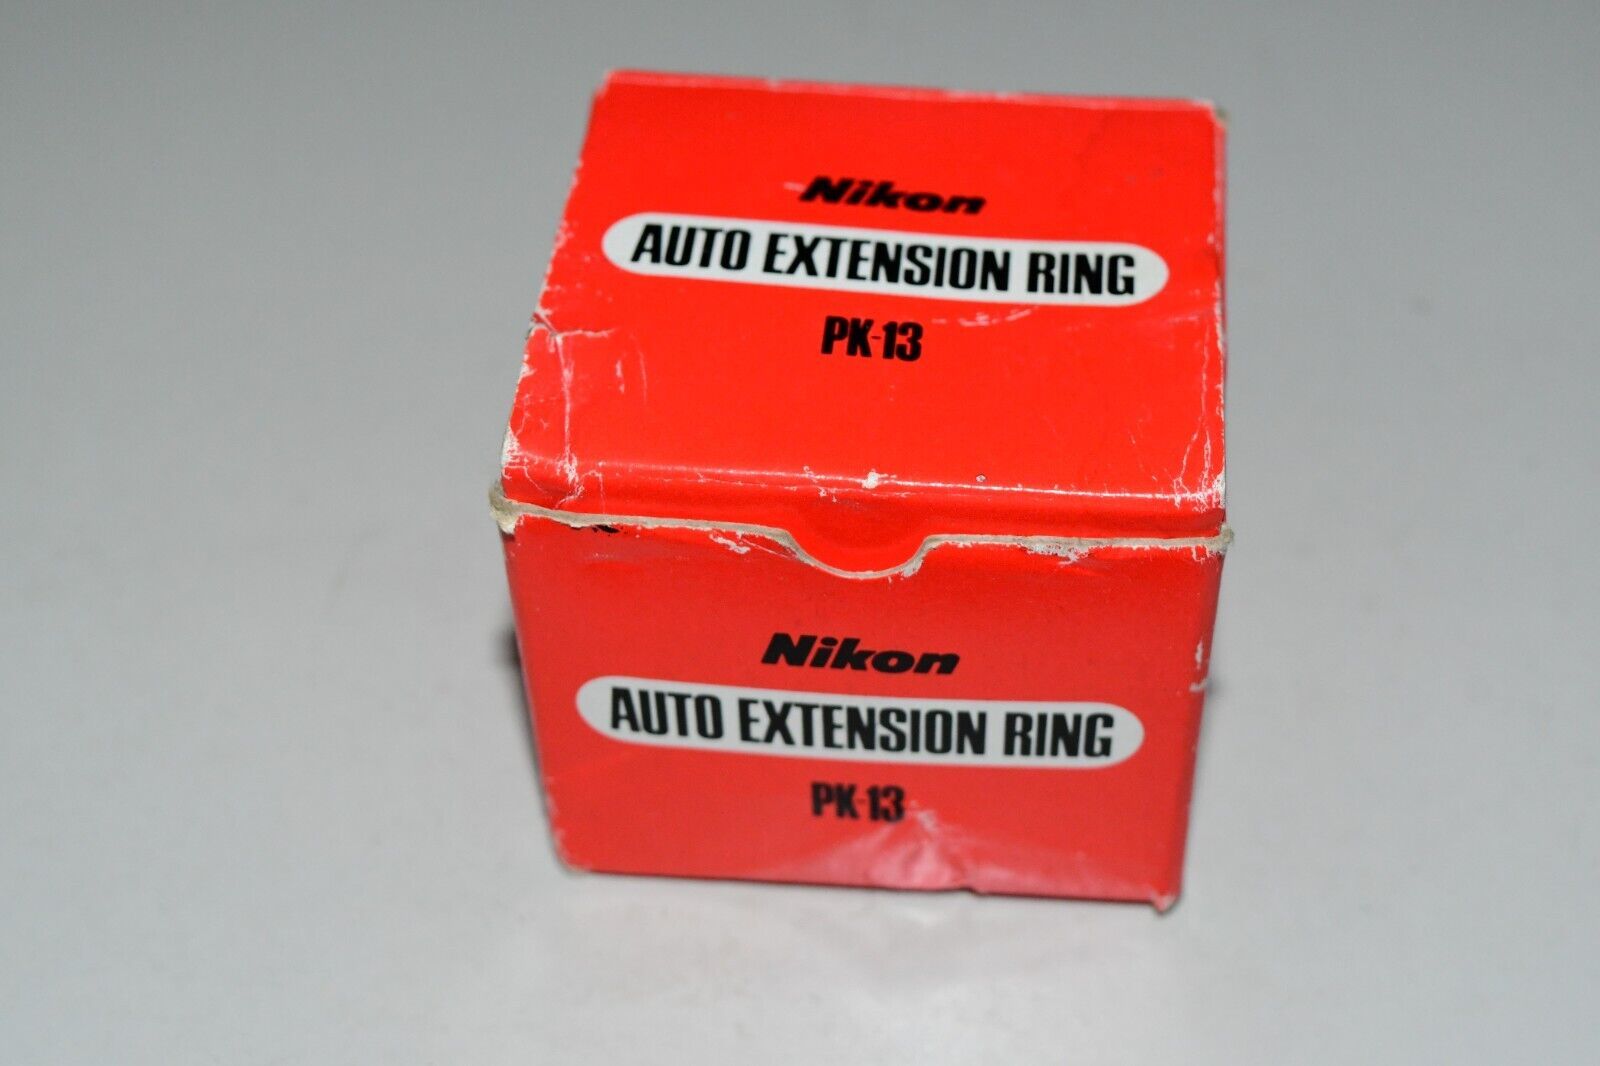 Nikon
AUTO EXTENSION RING
PK-13
Nikon
AUTO EXTENSION RING
PK-13